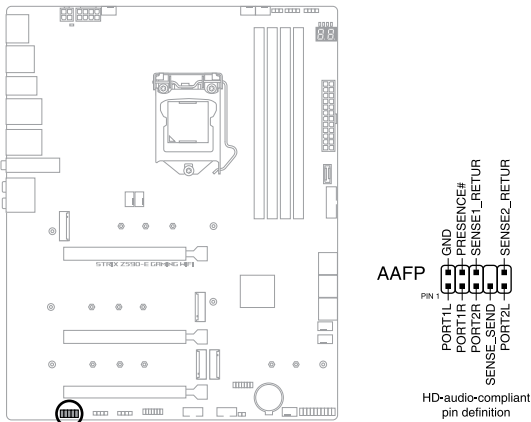 88
STRIX Z590-E GAMING WIFI
AAFP
PIN 1
GND
PRESENCE#
SENSE1_RETUR
SENSE2_RETUR
PORT1L
PORT1R
PORT2R
SENSE_SEND
PORT2L
HD-audio-compliant
pin definition